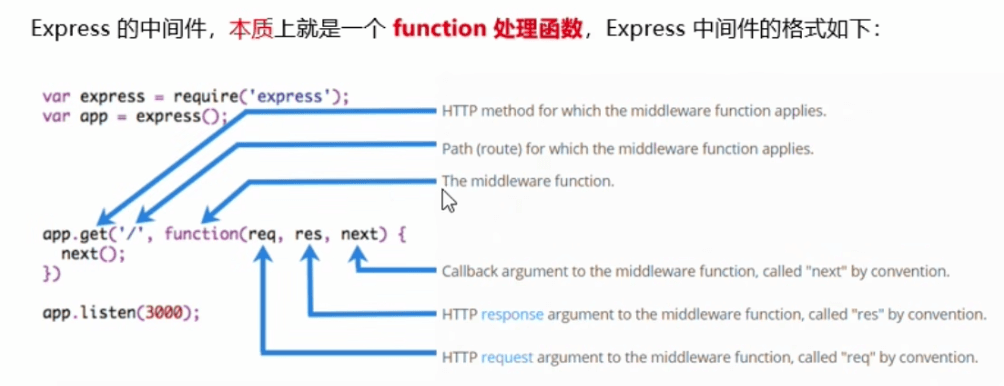 Express 的中间件，本质上就是一个 function 处理函数，Express 中间件的格式如下：
var express = require('express');
var app = express();
HTTP method for which the middleware function applies.
Path (route) for which the middleware function applies.
The middleware function.
app.get('/', function(req, res, next) {
next();
})
app.listen(3000);
Callback argument to the middleware function, called "next" by convention.
HTTP response argument to the middleware function, called "res" by convention.
HTTP request argument to the middleware function, called "req" by convention.